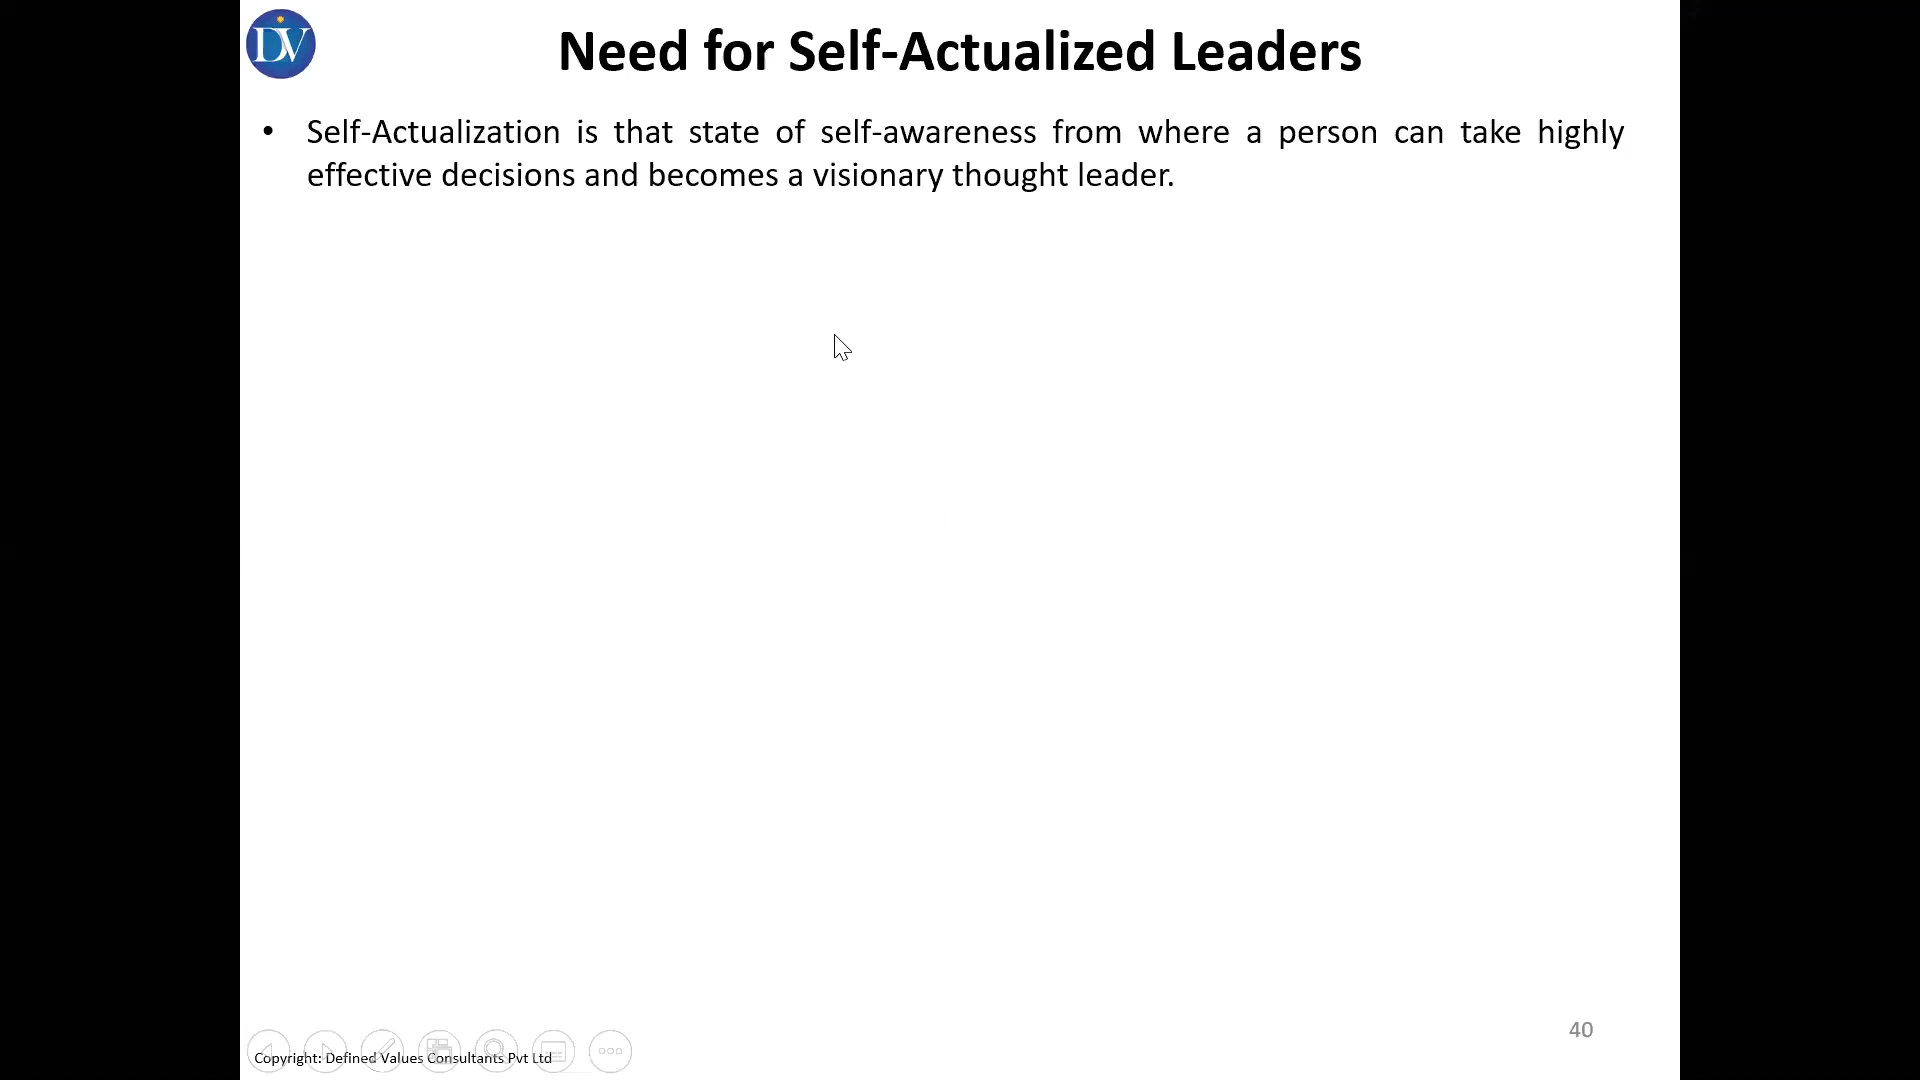 DV
Need for Self-Actualized Leaders
• Self-Actualization is that state of self-awareness from where a person can take highly
effective decisions and becomes a visionary thought leader.
40
Copyright: Defined Values Consultants Pvt Ltd